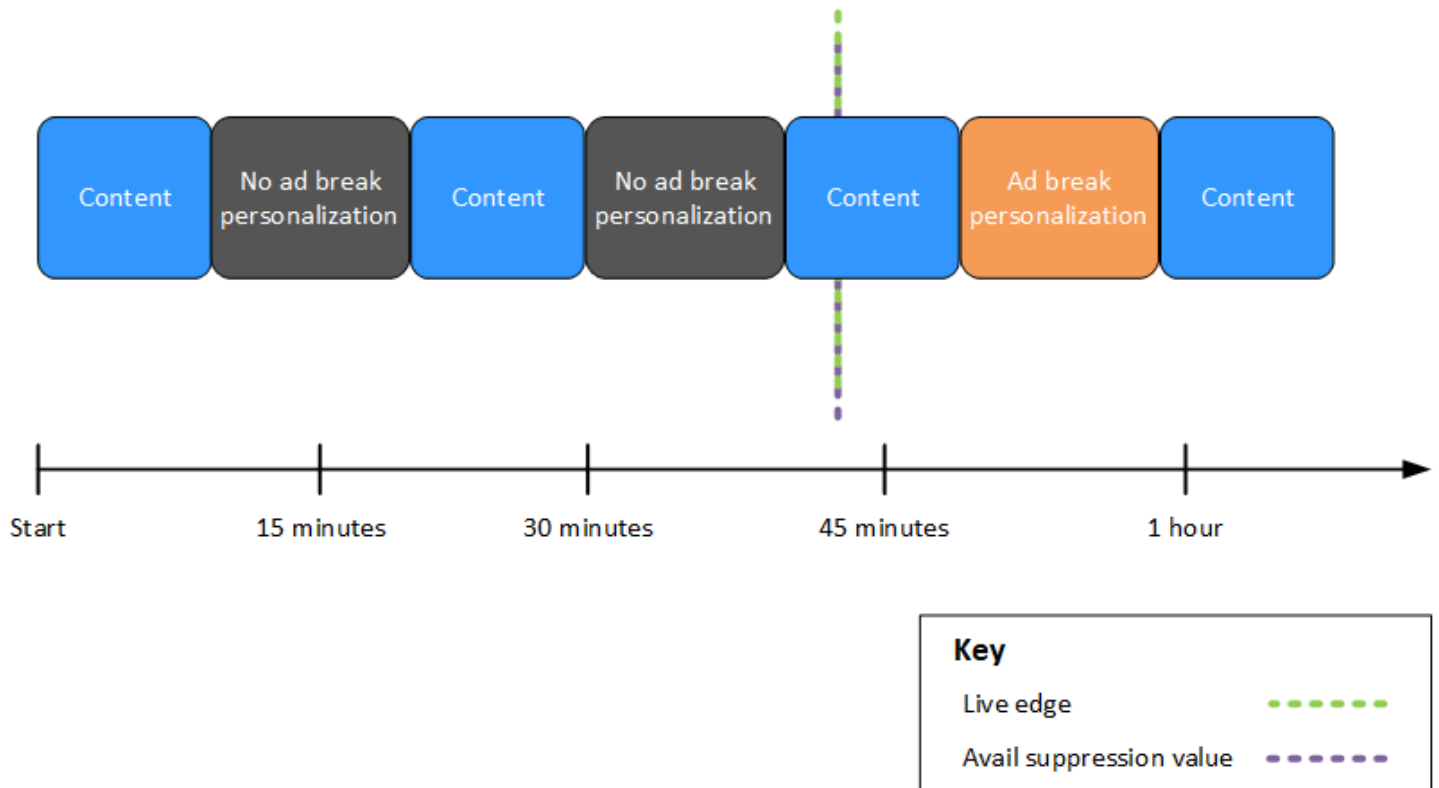 Content
No ad break
personalization
Content
No ad break
personalization
Content
Ad break
personalization
Content
Start
15 minutes
30 minutes
45 minutes
1 hour
Key
Live edge
Avail suppression value